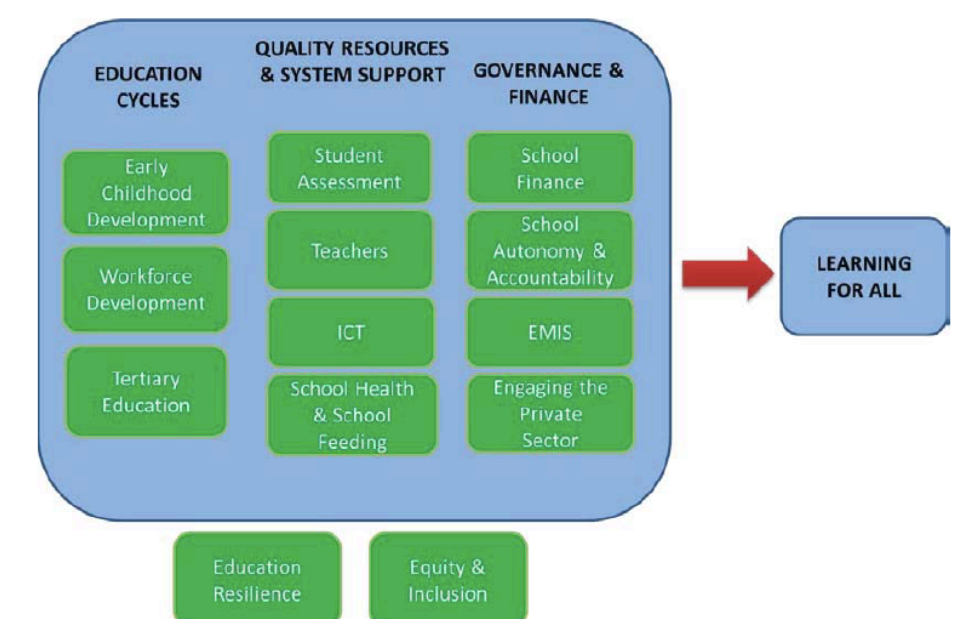 EDUCATION
CYCLES
Early
Childhood
Development
Workforce
Development
Tertiary
Education
QUALITY RESOURCES
& SYSTEM SUPPORT
Student
Assessment
Teachers
ICT
School Health
& School
Feeding
GOVERNANCE &
FINANCE
School
Finance
School
Autonomy &
Accountability
EMIS
Engaging the
Private
Sector
LEARNING
FOR ALL
Education
Resilience
Equity &
Inclusion